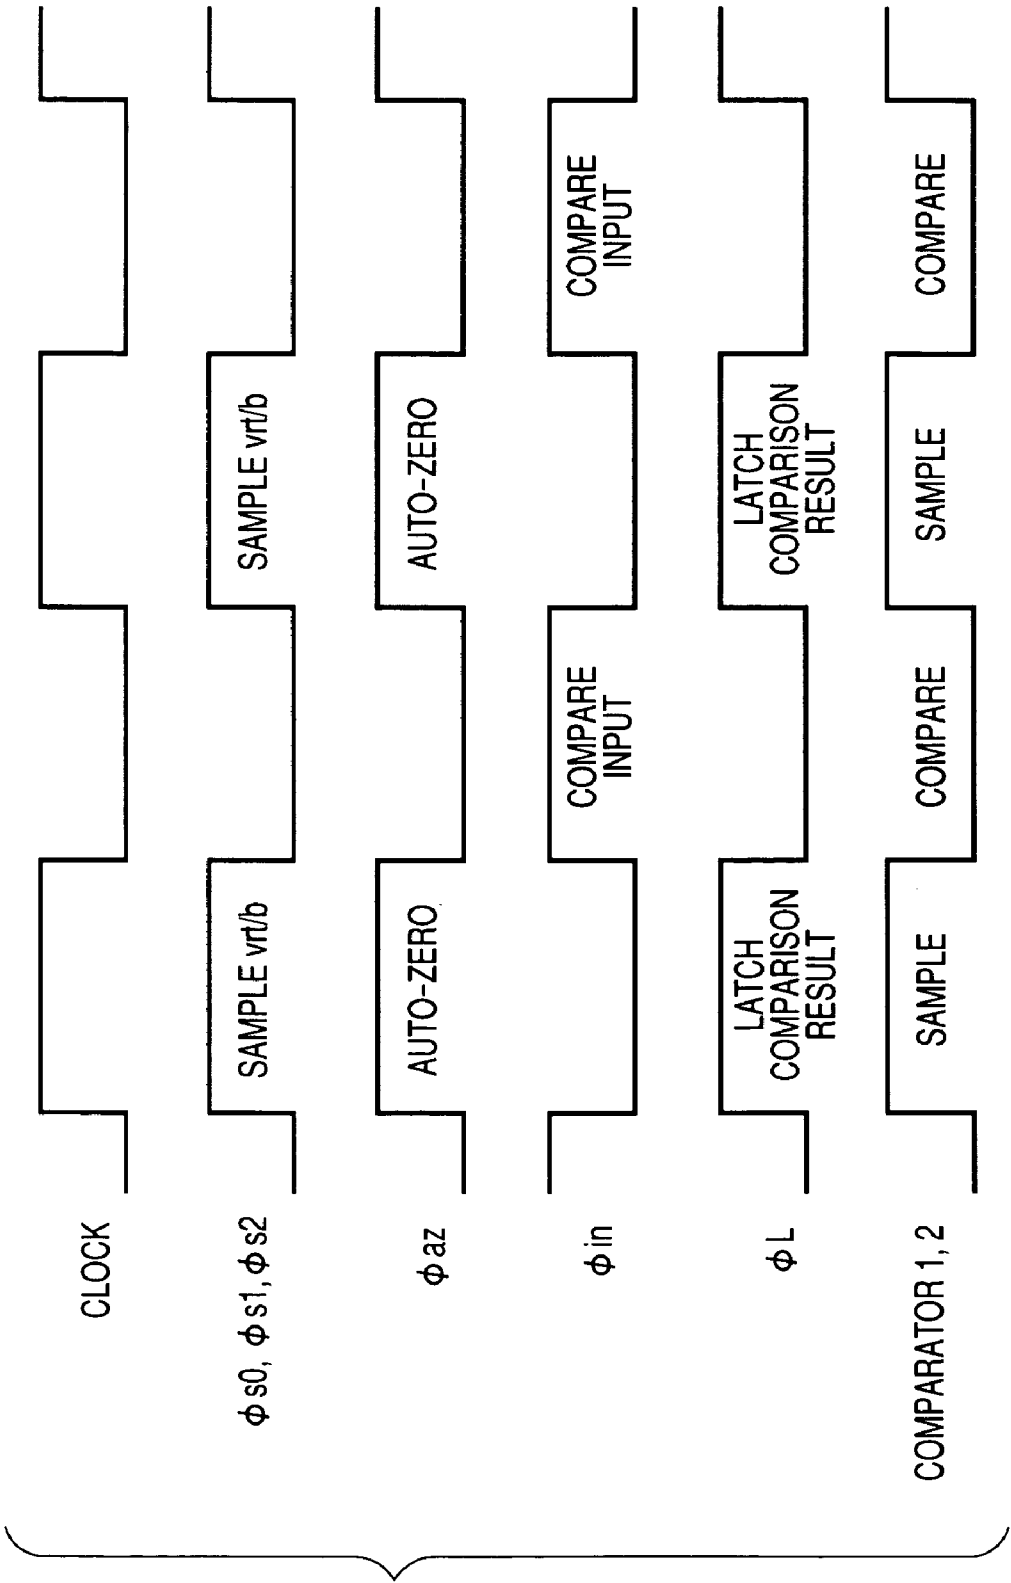 CLOCK
ϕs0, ϕs1, ϕs2
SAMPLE vrt/b
SAMPLE vrt/b
ϕaz
AUTO-ZERO
AUTO-ZERO
ϕin
COMPARE
INPUT
COMPARE
INPUT
ϕL
LATCH
COMPARISON
RESULT
LATCH
COMPARISON
RESULT
COMPARATOR 1, 2
SAMPLE
COMPARE
SAMPLE
COMPARE